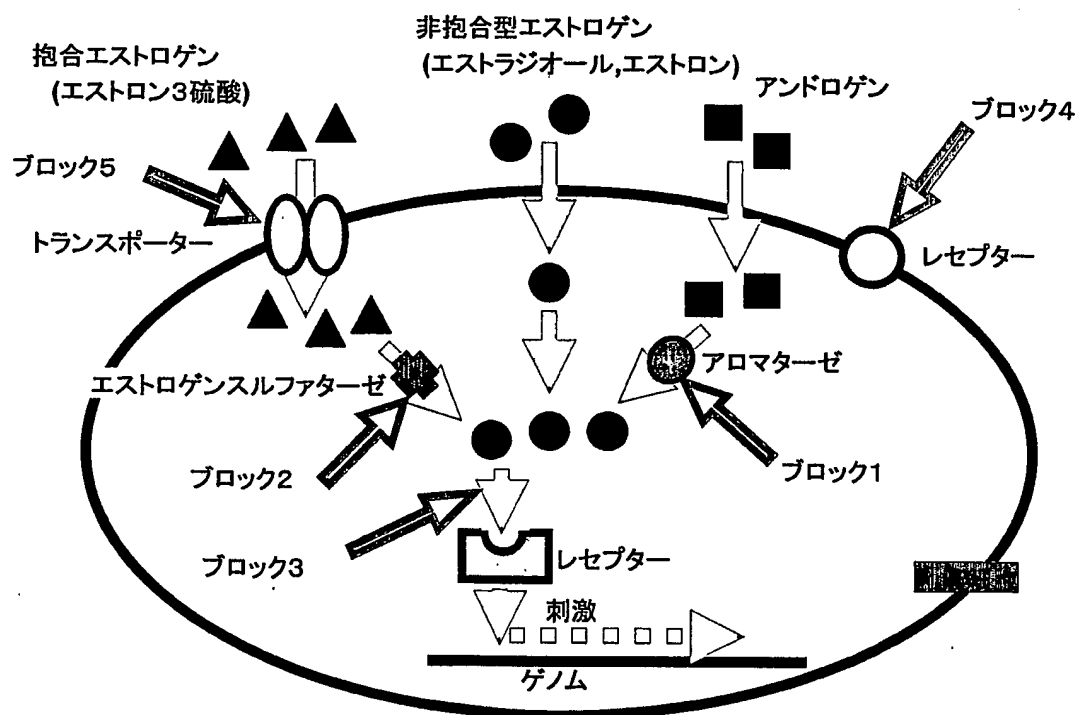 非抱合型エストロゲン
(エストラジオール,エストロン)
抱合エストロゲン
(エストロン3硫酸)
アンドロゲン
ブロック4
ブロック5
トランスポーター
レセプター
エストロゲンスルファターゼ
アロマターゼ
ブロック2
ブロック1
ブロック3
レセプター
刺激
ゲノム